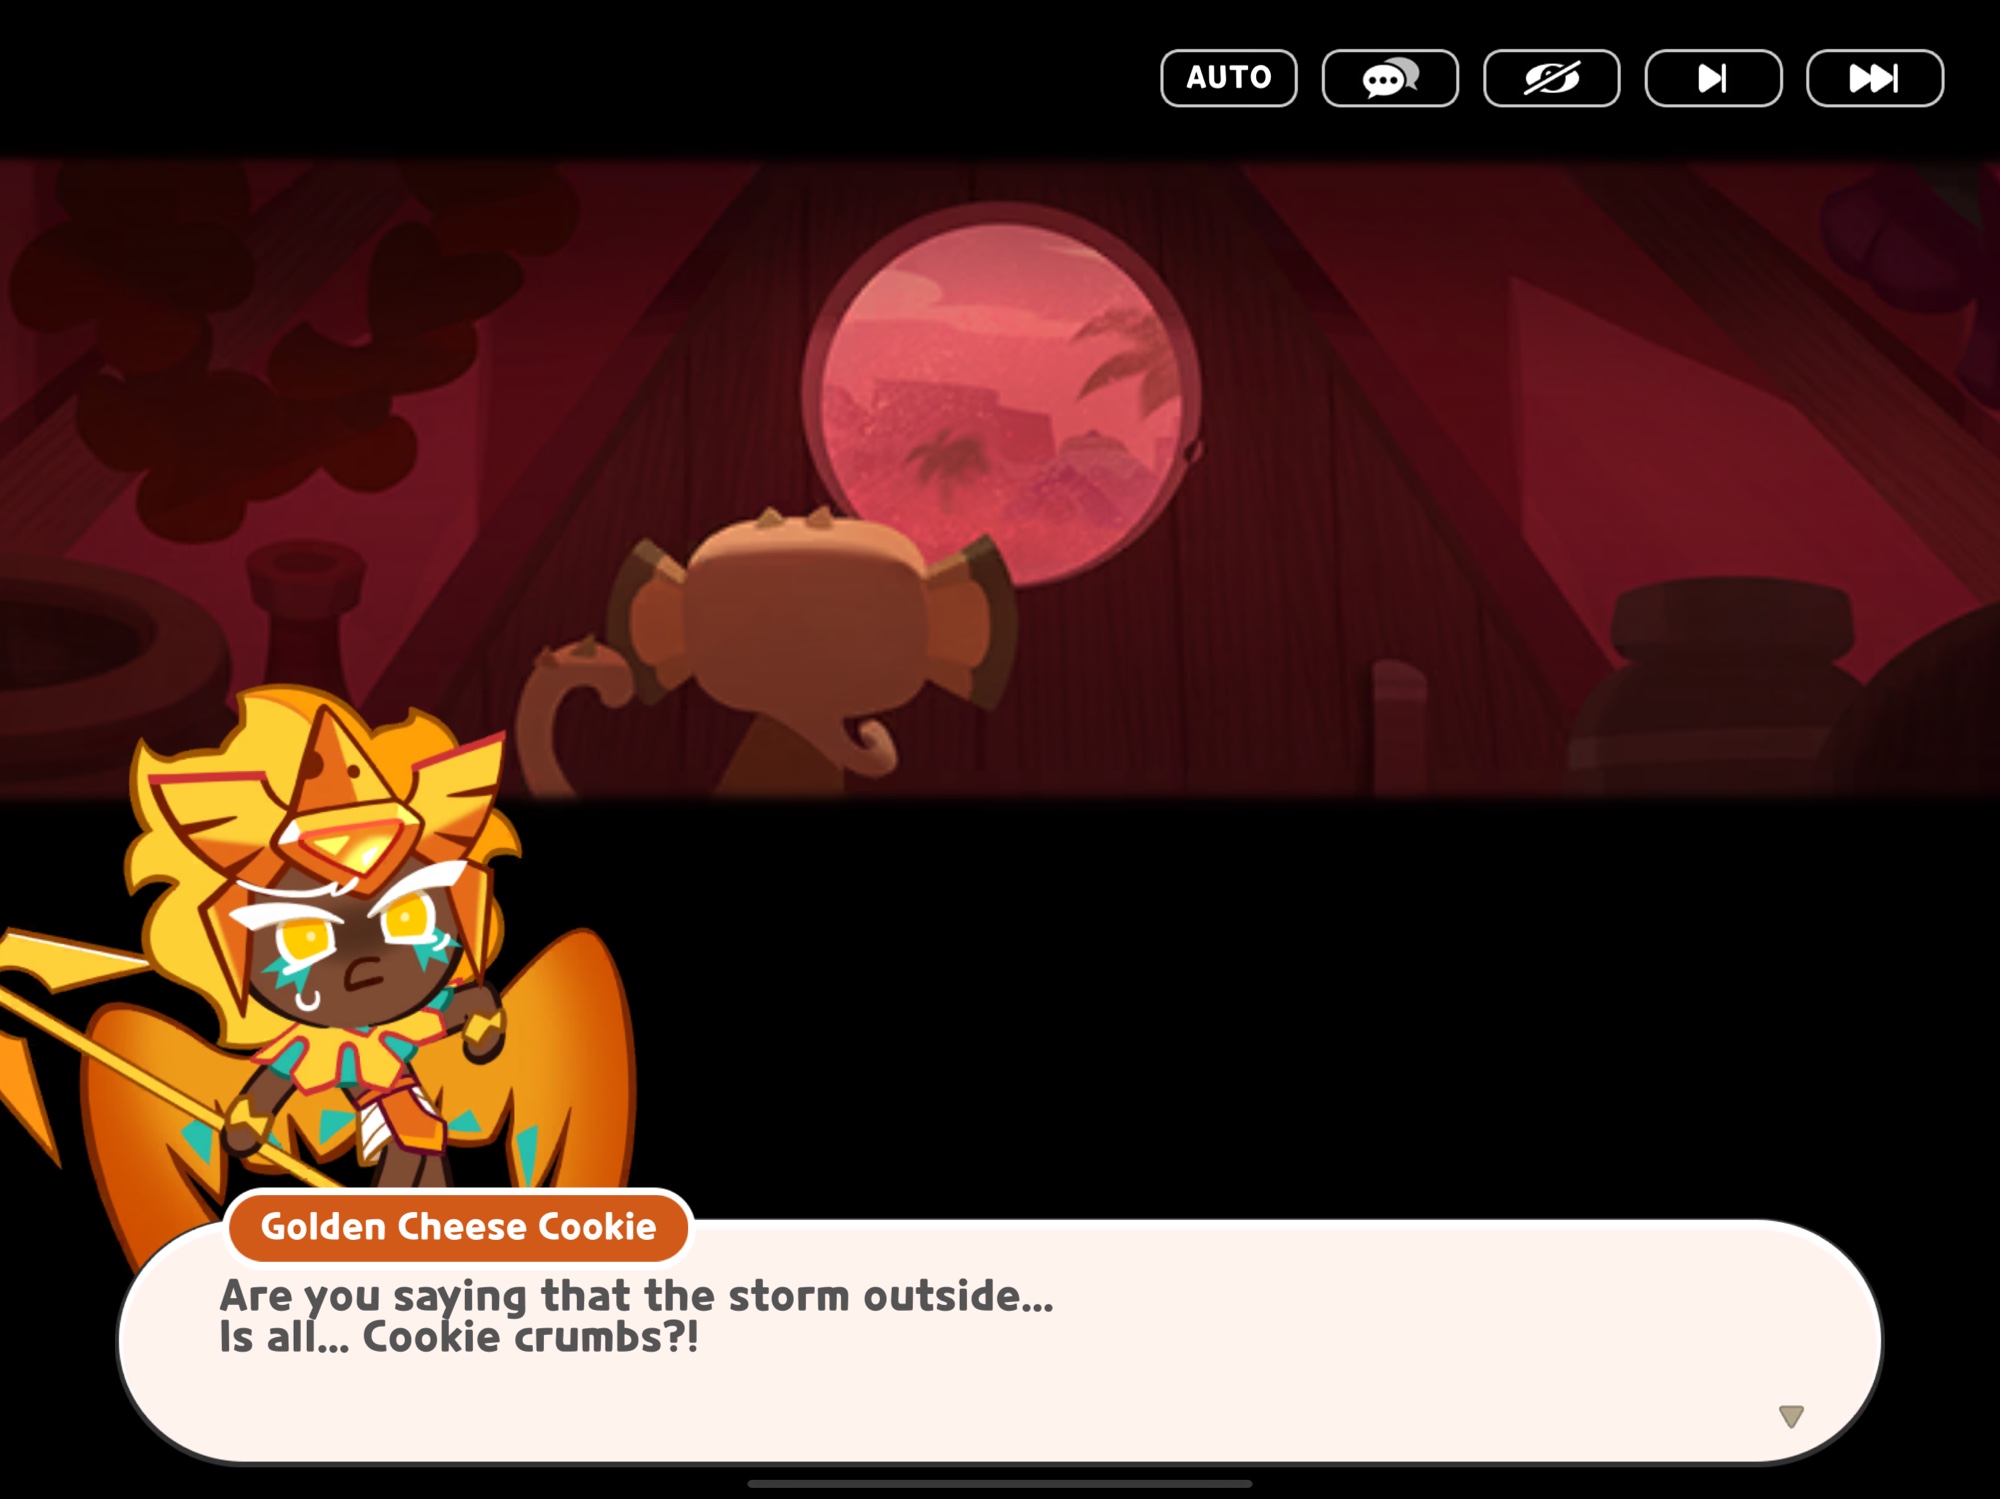 AUTO
Golden Cheese Cookie
Are you saying that the storm outside...
Is all... Cookie crumbs?!